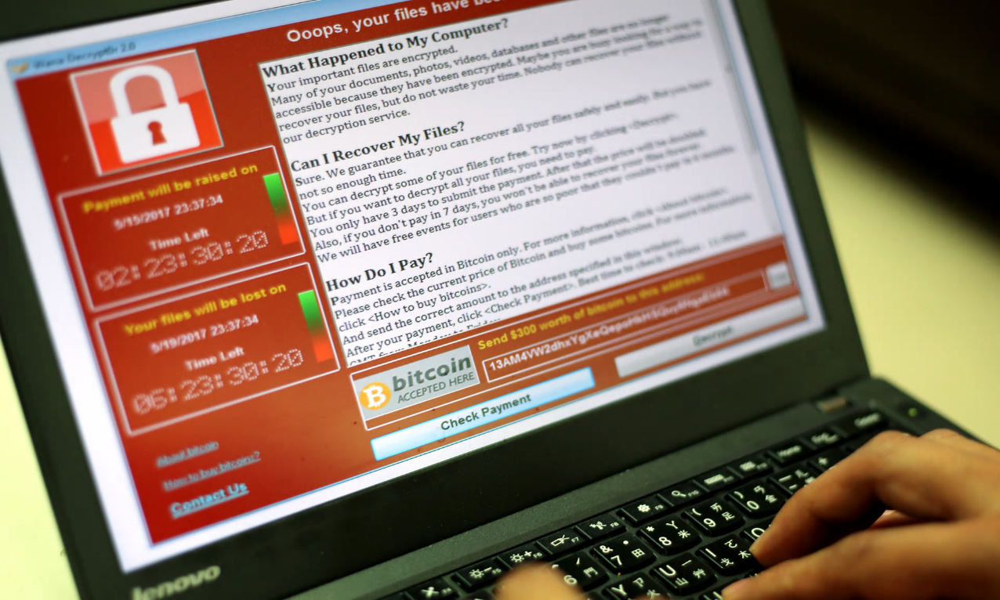 Wana Decrypt0r 2.0
Ooops, your files have
Payment will be raised on
5/15/2017 23:37:34
Time Left
02:23:30:20
Your files will be lost on
5/19/2017 23:37:34
Time Left
06:23:30:20
About bitcoin
How to buy bitcoins?
Contact Us
What Happened to My Computer?
Your important files are encrypted.
Many of your documents, photos, videos, databases and other files are no longer
accessible because they have been encrypted. Maybe you are busy looking for a way to
recover your files, but do not waste your time. Nobody can recover your files without
our decryption service.
Can I Recover My Files?
Sure. We guarantee that you can recover all your files safely and easily. But you have
not so enough time.
You can decrypt some of your files for free. Try now by clicking <Decrypt>.
But if you want to decrypt all your files, you need to pay.
You only have 3 days to submit the payment. After that the price will be doubled.
Also, if you don't pay in 7 days, you won't be able to recover your files forever.
We will have free events for users who are so poor that they couldn't pay in 6 months.
How Do I Pay?
Payment is accepted in Bitcoin only. For more information, click <About bitcoin>.
Please check the current price of Bitcoin and buy some bitcoins. For more information,
click <How to buy bitcoins>.
And send the correct amount to the address specified in this window.
After your payment, click <Check Payment>. Best time to check: 9:00am - 11:00am
GMT from Monday to Friday
bitcoin
ACCEPTED HERE
Send $300 worth of bitcoin to this address:
Check Payment
Decrypt
lenovo
F7 F8
& 7 田
* 8 米
( 9 足
) 0 金
6 門
Y 卜
U 山
I 戈
O